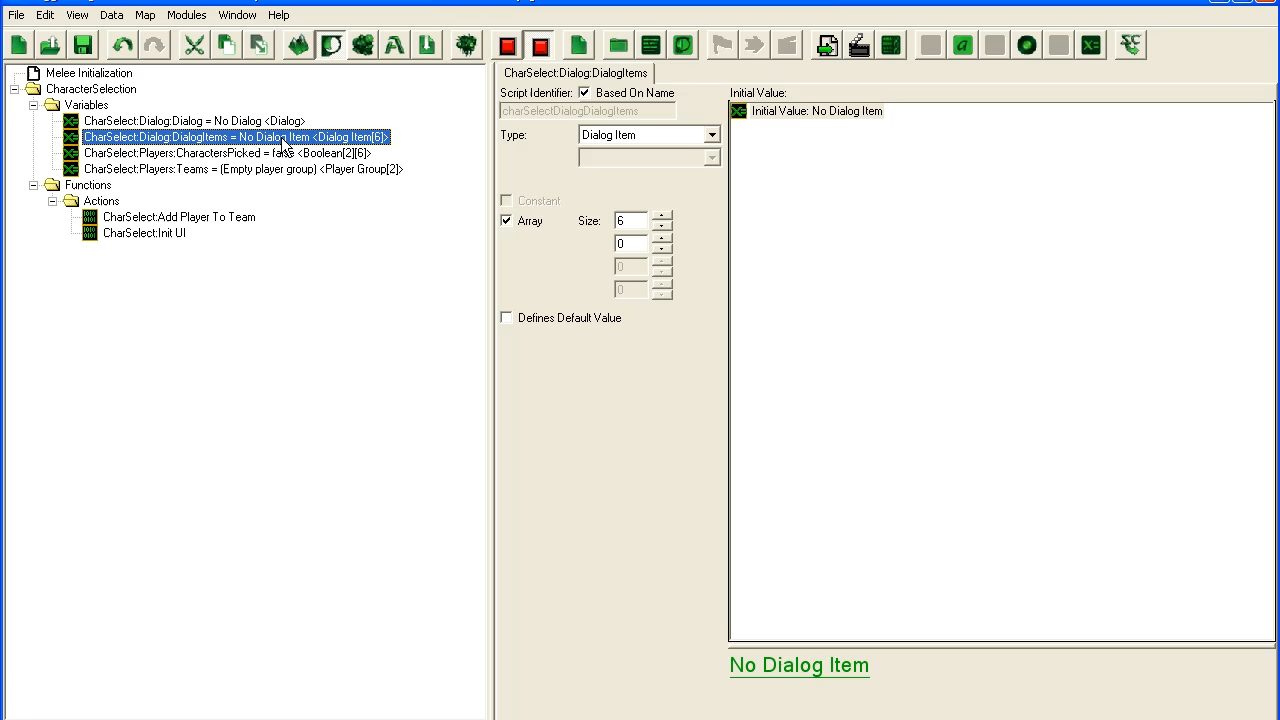 File Edit View Data Map Modules Window Help
Melee Initialization
CharacterSelection
Variables
CharSelect:Dialog:Dialog = No Dialog <Dialog>
CharSelect:Dialog:DialogItems = No Dialog Item <Dialog Item[6]>
CharSelect:Players:CharactersPicked = false <Boolean[2][6]>
CharSelect:Players:Teams = (Empty player group) <Player Group[2]>
Functions
Actions
CharSelect:Add Player To Team
CharSelect:Init UI
CharSelect:Dialog:DialogItems
Script Identifier: Based On Name
charSelectDialogDialogItems
Type: Dialog Item
Constant
Array Size: 6
0
0
0
Defines Default Value
Initial Value:
Initial Value: No Dialog Item
No Dialog Item